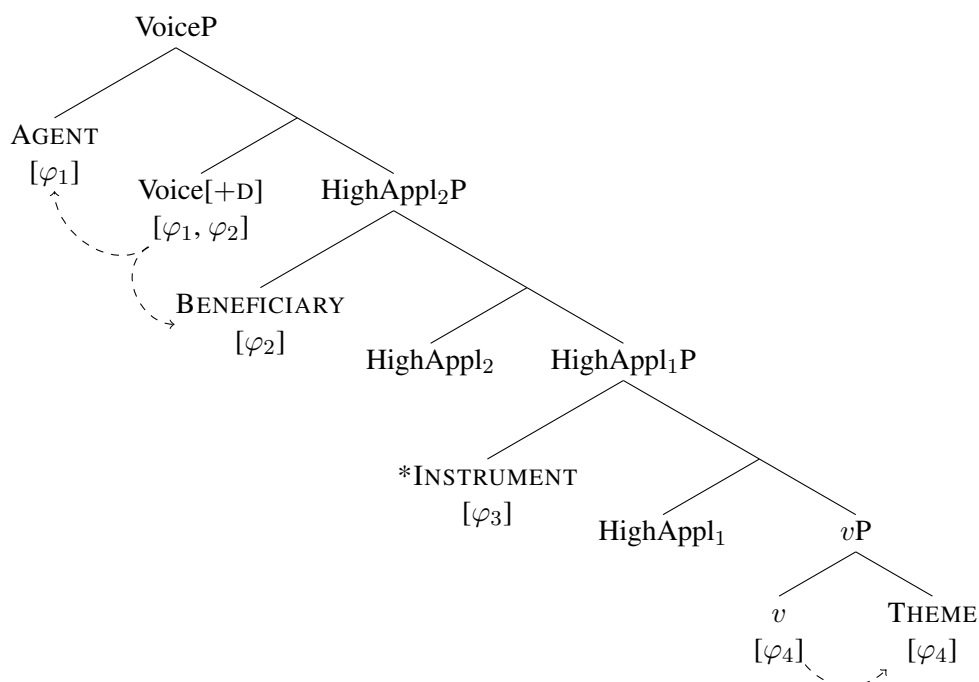 VoiceP
AGENT
[φ₁]
Voice[+D]
[φ₁, φ₂]
HighAppl₂P
BENEFICIARY
[φ₂]
HighAppl₂
HighAppl₁P
*INSTRUMENT
[φ₃]
HighAppl₁
vP
v
[φ₄]
THEME
[φ₄]